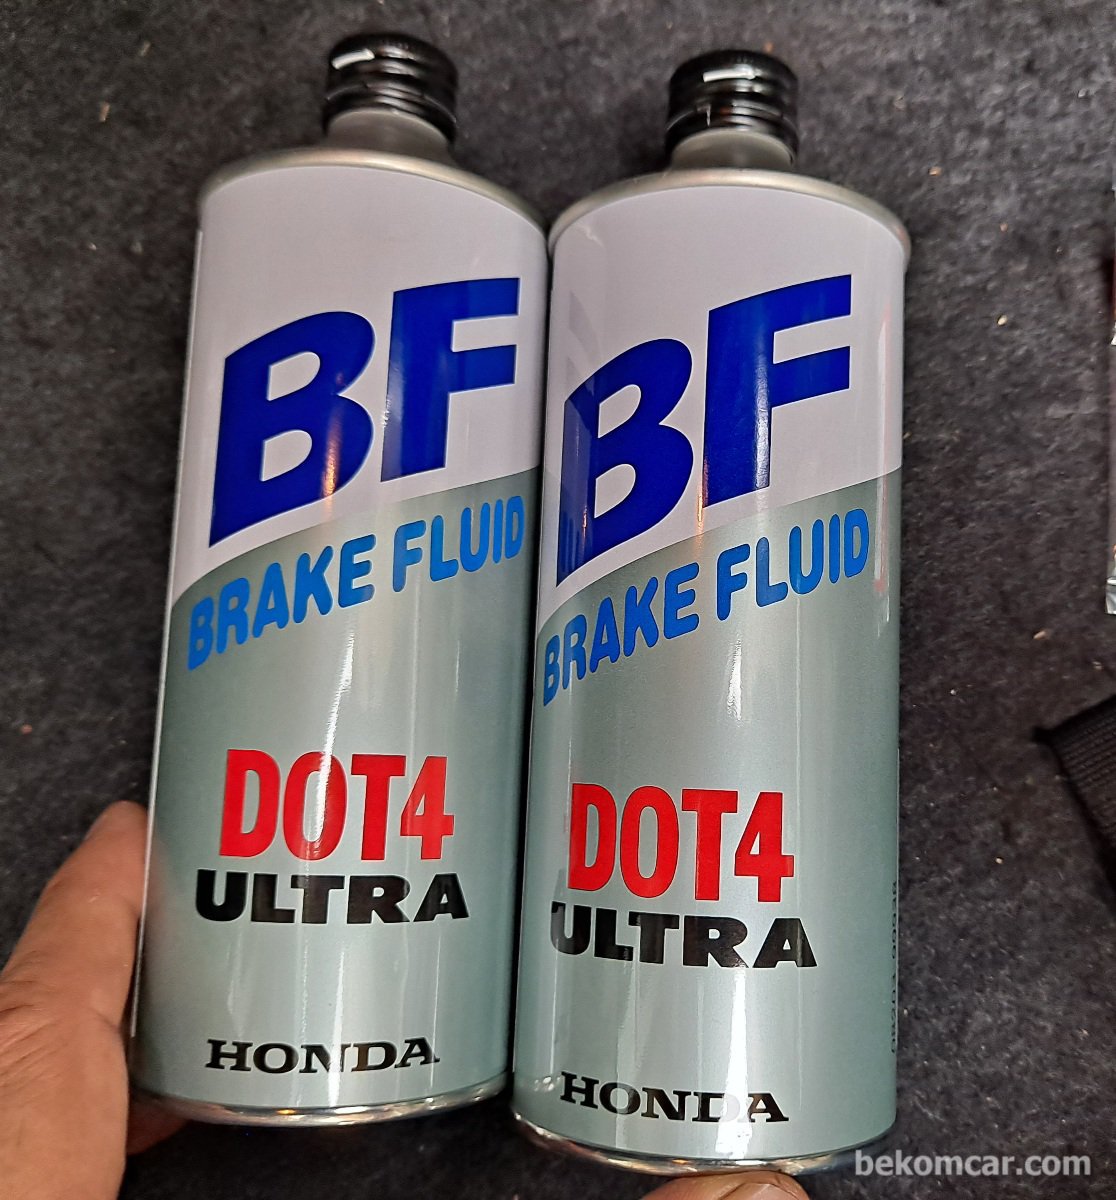 BF
BRAKE FLUID
DOT4
ULTRA
HONDA
BF
BRAKE FLUID
DOT4
ULTRA
HONDA
bekomcar.com